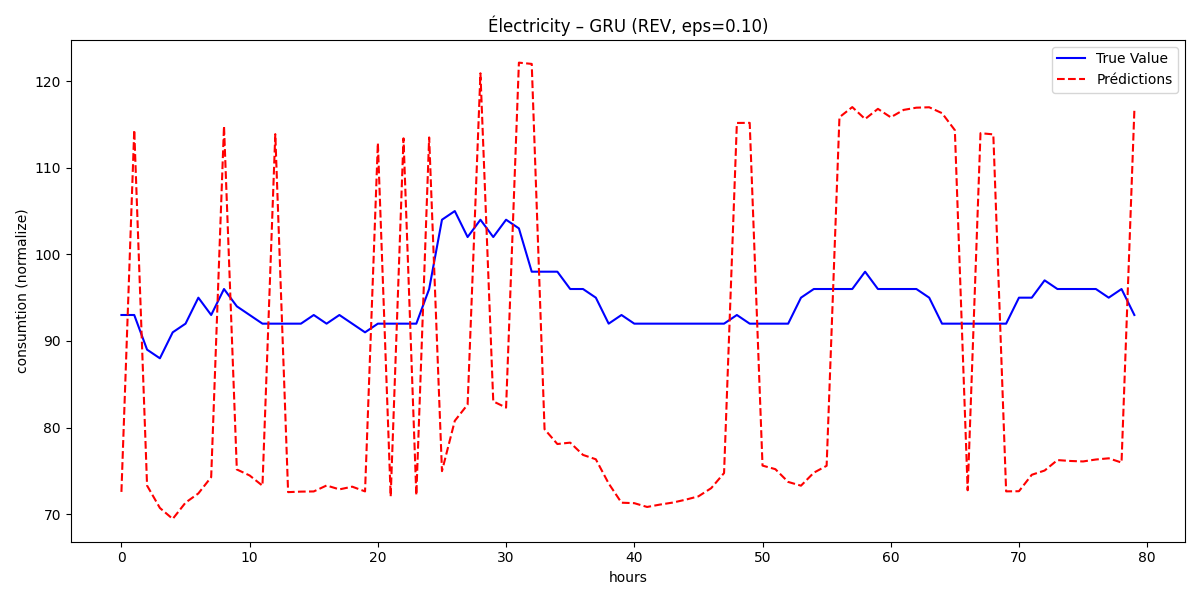 Électricity – GRU (REV, eps=0.10)
True Value
Prédictions
consumtion (normalize)
120
110
100
90
80
70
0 10 20 30 40 50 60 70 80
hours